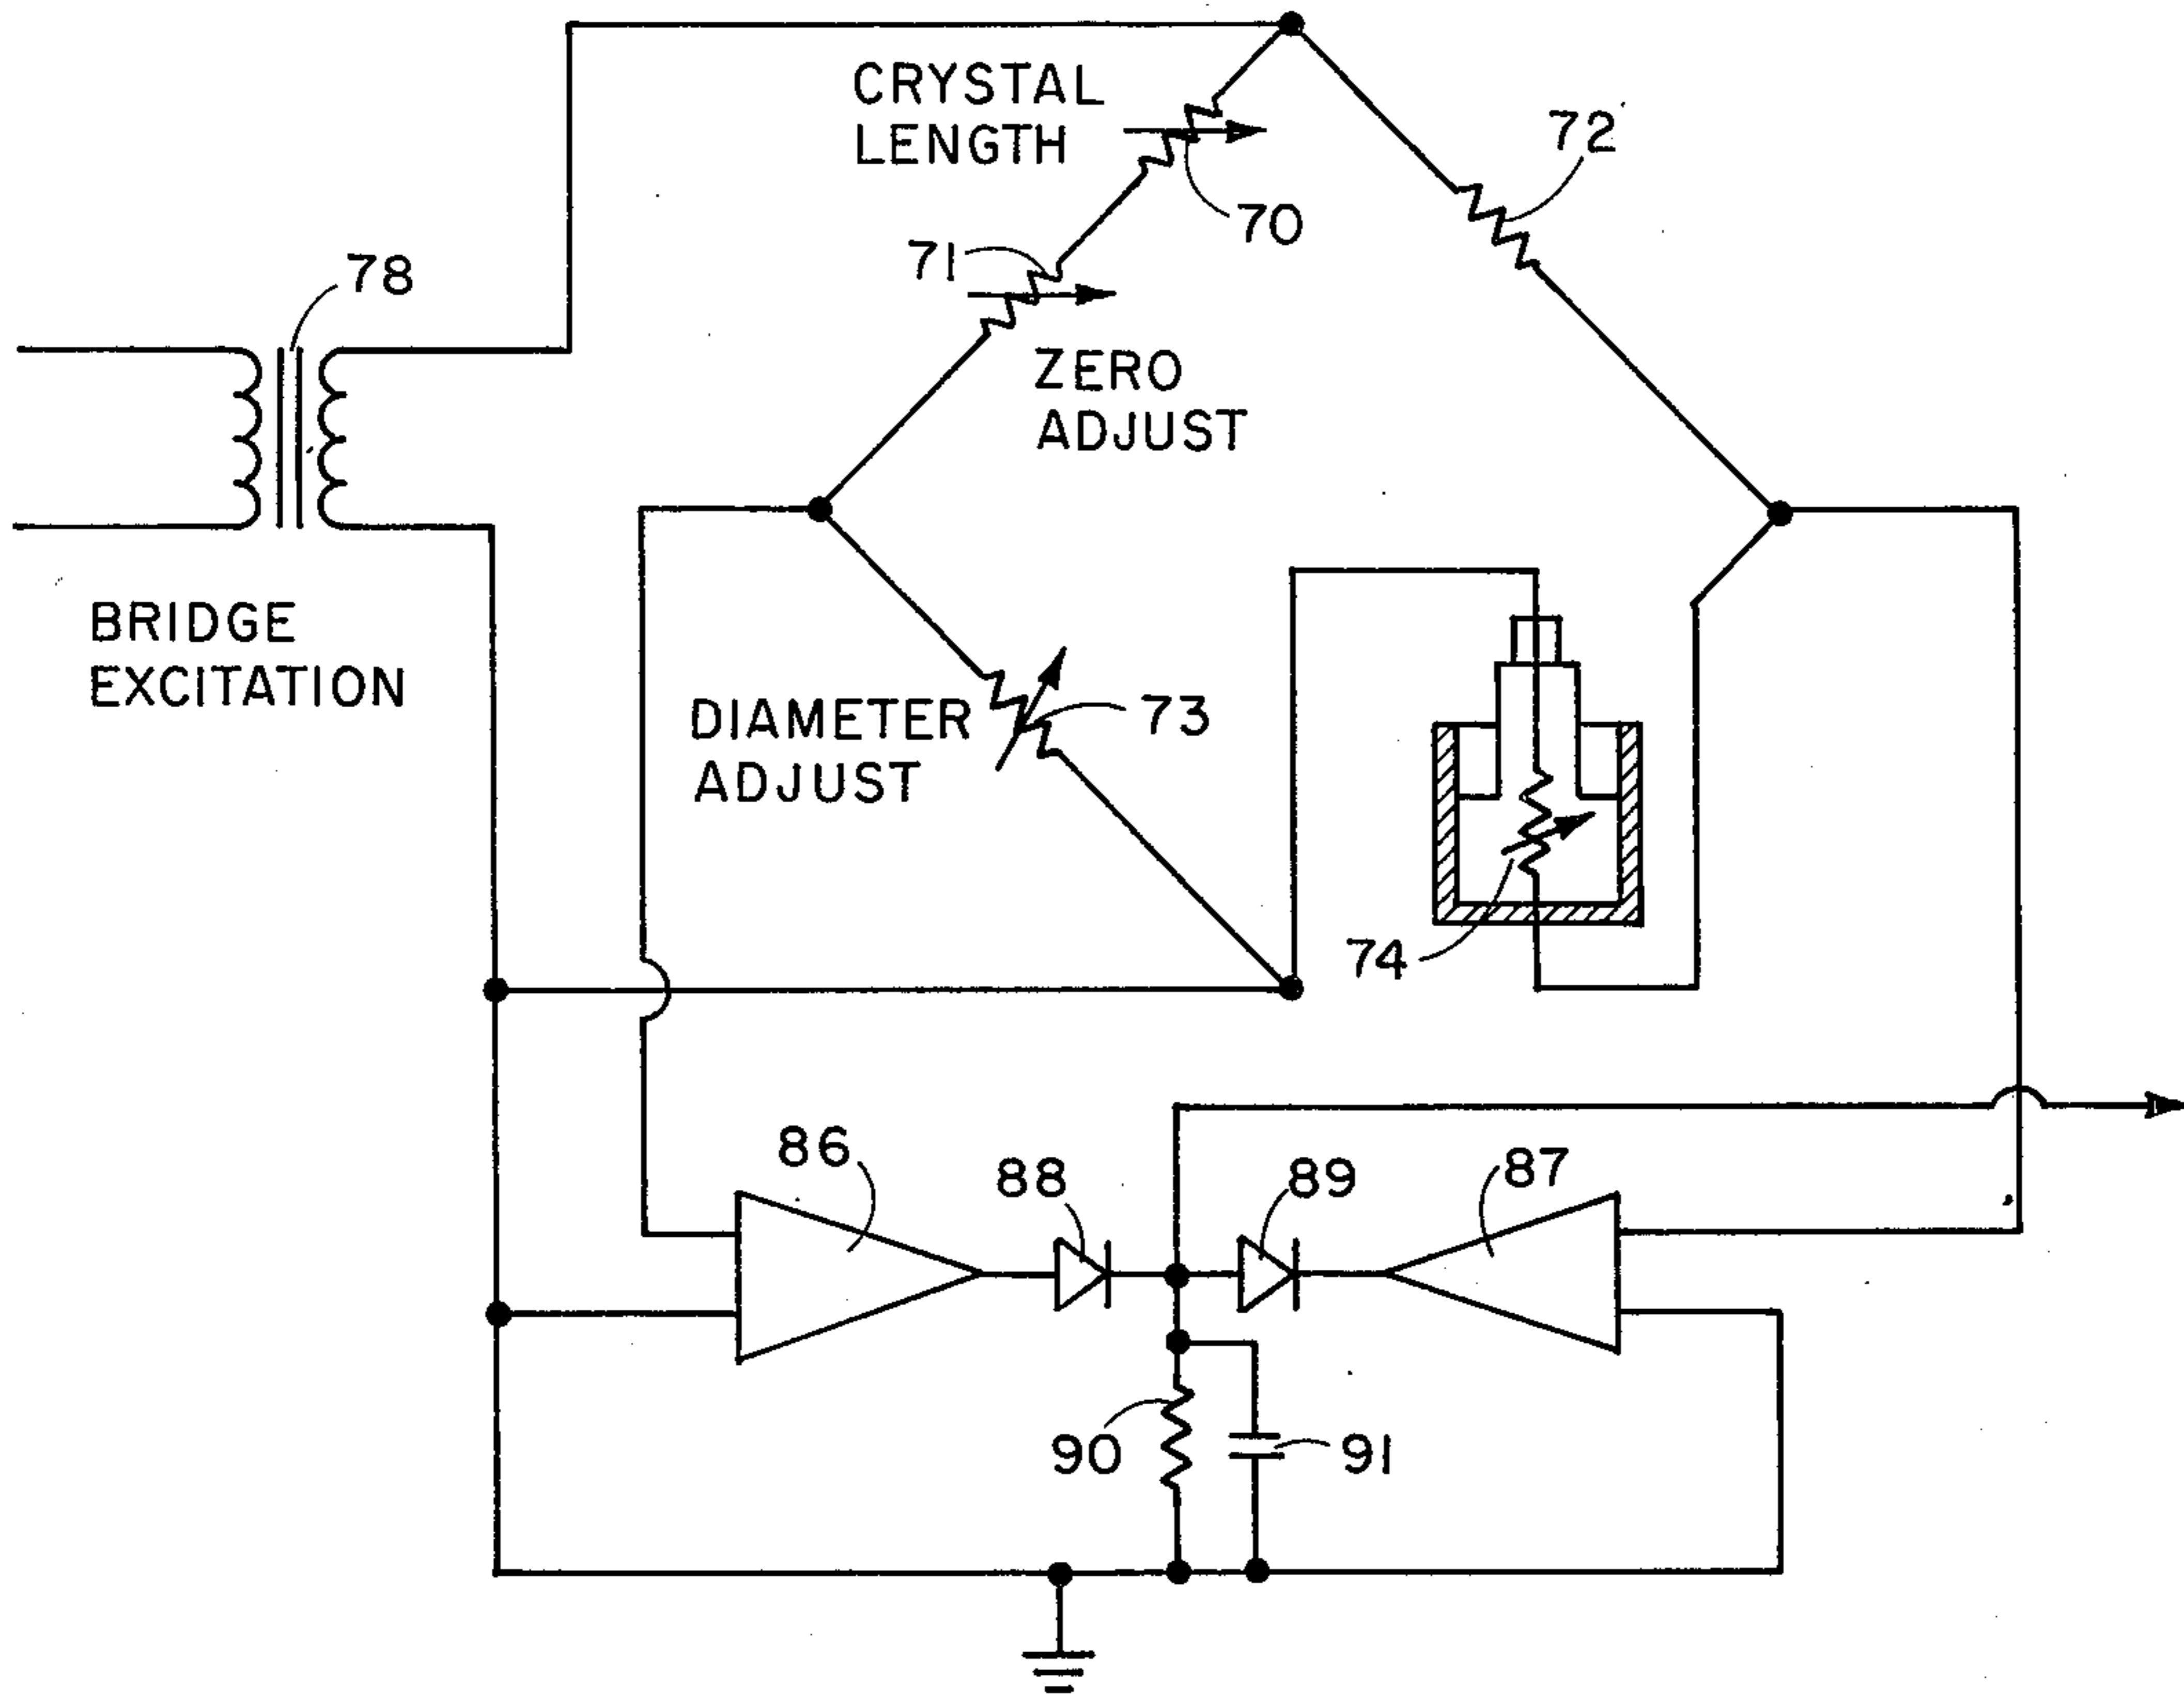 CRYSTAL
LENGTH
72
70
71
78
ZERO
ADJUST
BRIDGE
EXCITATION
DIAMETER
ADJUST
73
74
86
88
89
87
90
91